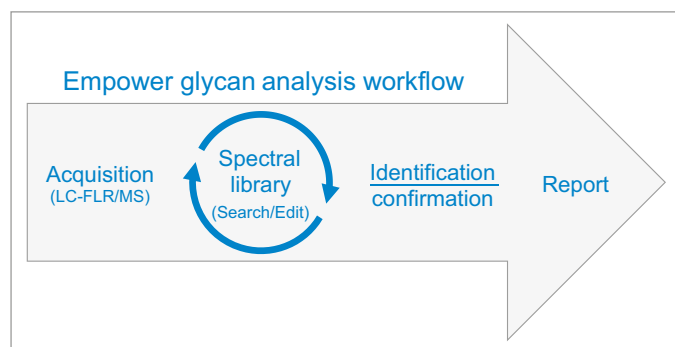 Empower glycan analysis workflow
Acquisition
(LC-FLR/MS)
Spectral
library
(Search/Edit)
Identification
confirmation
Report